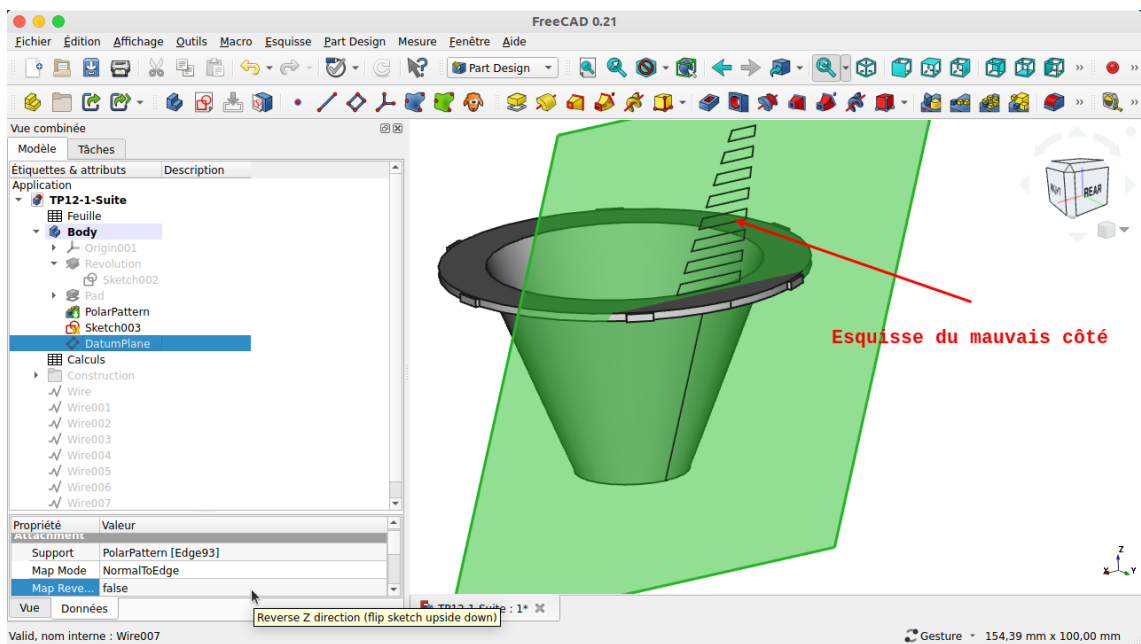 FreeCAD 0.21
Fichier Édition Affichage Outils Macro Esquisse Part Design Mesure Fenêtre Aide
Part Design
Vue combinée
Modèle Tâches
Étiquettes & attributs Description
Application
TP12-1-Suite
Feuille
Body
Origin001
Revolution
Sketch002
Pad
PolarPattern
Sketch003
DatumPlane
Calculs
Construction
Wire
Wire001
Wire002
Wire003
Wire004
Wire005
Wire006
Wire007
Propriété Valeur
Attachment
Support PolarPattern [Edge93]
Map Mode NormalToEdge
Map Reve... false
Vue Données
TP12-1-Suite : 1*
Reverse Z direction (flip sketch upside down)
Valid, nom interne : Wire007
Gesture 154,39 mm x 100,00 mm
Esquisse du mauvais côté
RIGHT REAR
Z
X Y